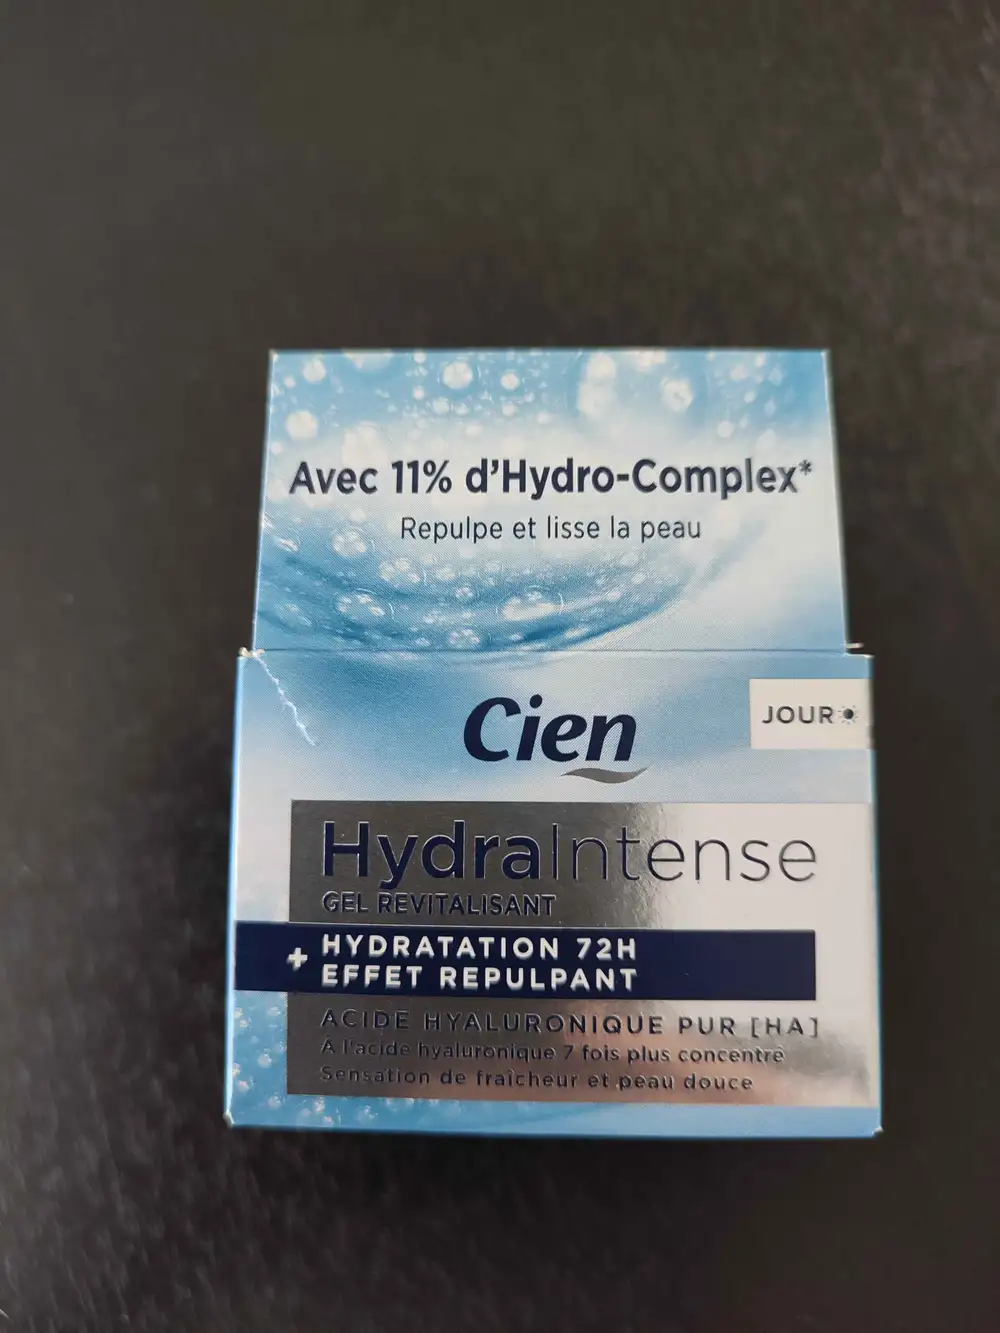 Avec 11% d'Hydro-Complex*
Repulpe et lisse la peau
Cien
JOUR
HydraIntense
GEL REVITALISANT
+ HYDRATATION 72H
EFFET REPULPANT
ACIDE HYALURONIQUE PUR [HA]
À l'acide hyaluronique 7 fois plus concentré
Sensation de fraîcheur et peau douce